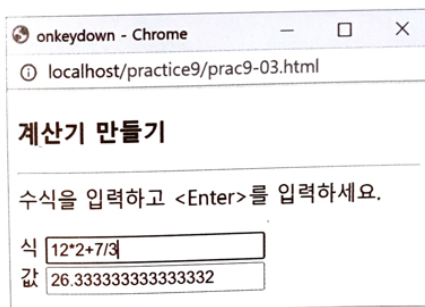 onkeydown - Chrome
localhost/practice9/prac9-03.html
계산기 만들기
수식을 입력하고 <Enter>를 입력하세요.
식 12*2+7/3
값 26.333333333333332